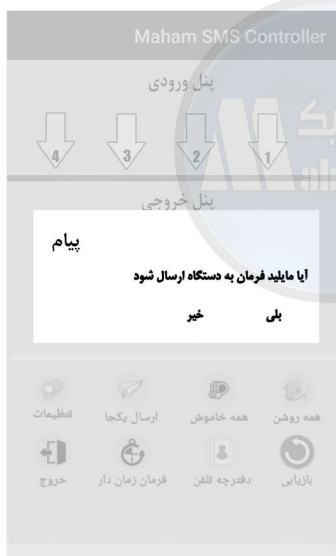 Maham SMS Controller
پنل ورودی
1 2 3 4
پنل خروجی
پیام
آیا مایلید فرمان به دستگاه ارسال شود
بلی خیر
همه روشن همه خاموش ارسال یکجا تنظیمات
بازیابی دفترچه تلفن فرمان زمان دار خروج